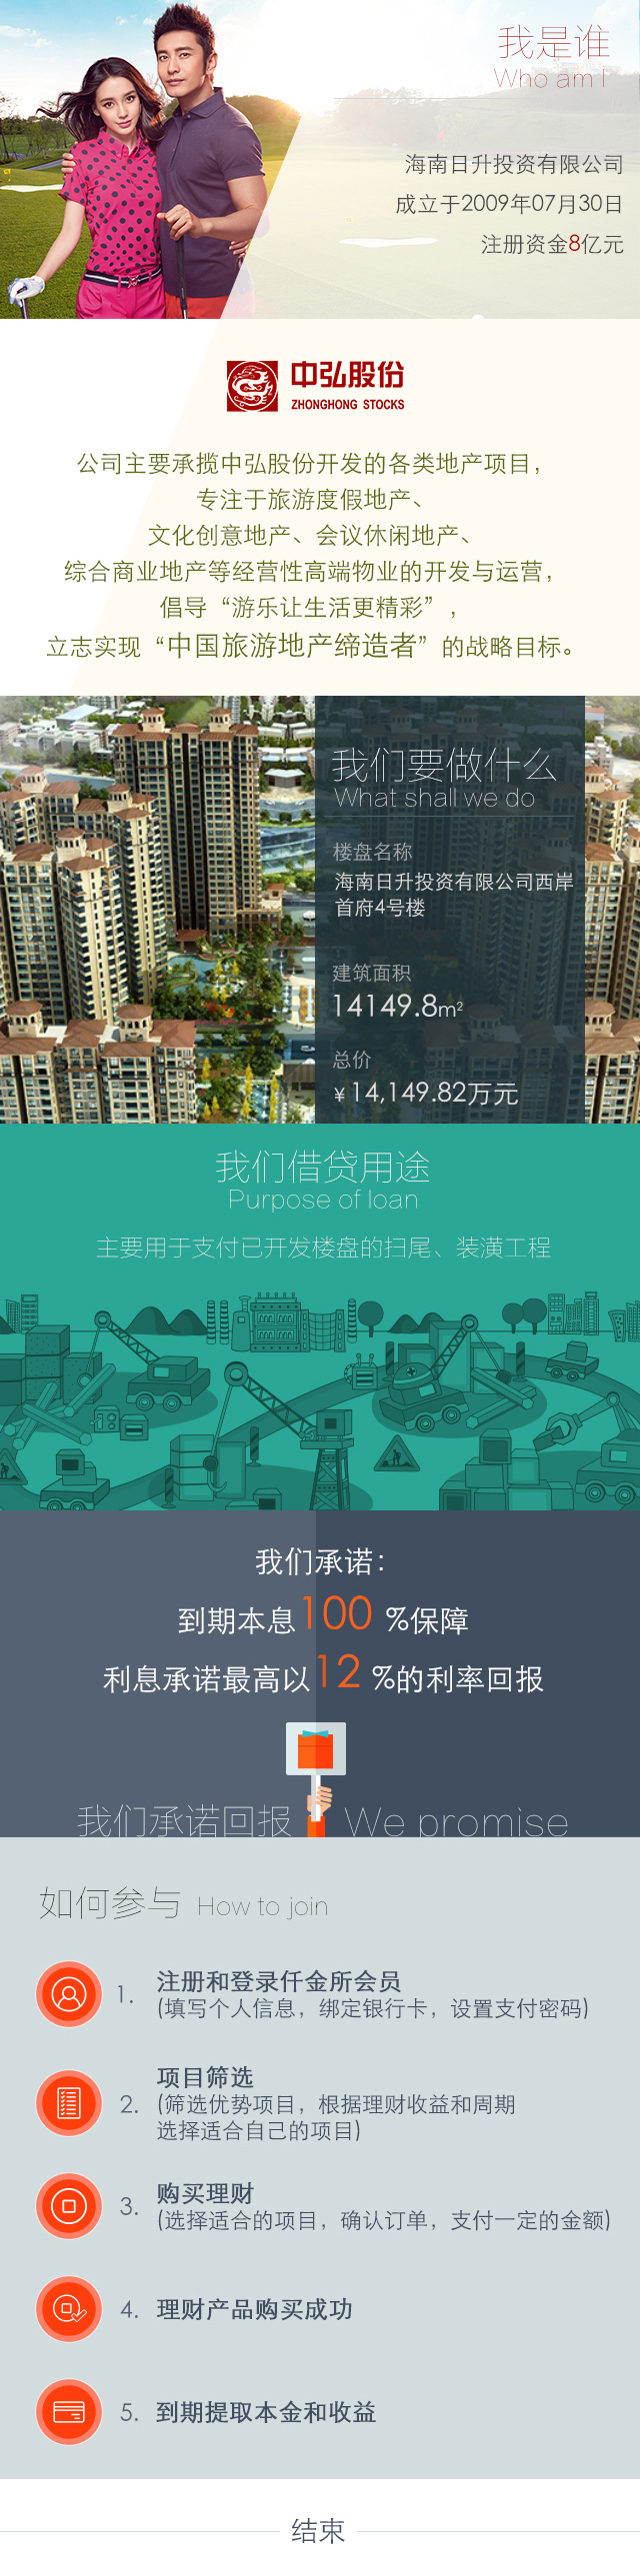 我是谁
Who am I
海南日升投资有限公司
成立于2009年07月30日
注册资金8亿元
中弘股份
ZHONGHONG STOCKS
公司主要承揽中弘股份开发的各类地产项目，
专注于旅游度假地产、
文化创意地产、会议休闲地产、
综合商业地产等经营性高端物业的开发与运营，
倡导“游乐让生活更精彩”，
立志实现“中国旅游地产缔造者”的战略目标。
我们要做什么
What shall we do
楼盘名称
海南日升投资有限公司西岸
首府4号楼
建筑面积
14149.8m²
总价
¥14,149.82万元
我们借贷用途
Purpose of loan
主要用于支付已开发楼盘的扫尾、装潢工程
我们承诺：
到期本息100 %保障
利息承诺最高以12 %的利率回报
我们承诺回报 We promise
如何参与 How to join
1. 注册和登录仟金所会员
(填写个人信息，绑定银行卡，设置支付密码)
项目筛选
2. (筛选优势项目，根据理财收益和周期
选择适合自己的项目)
3. 购买理财
(选择适合的项目，确认订单，支付一定的金额)
4. 理财产品购买成功
5. 到期提取本金和收益
结束